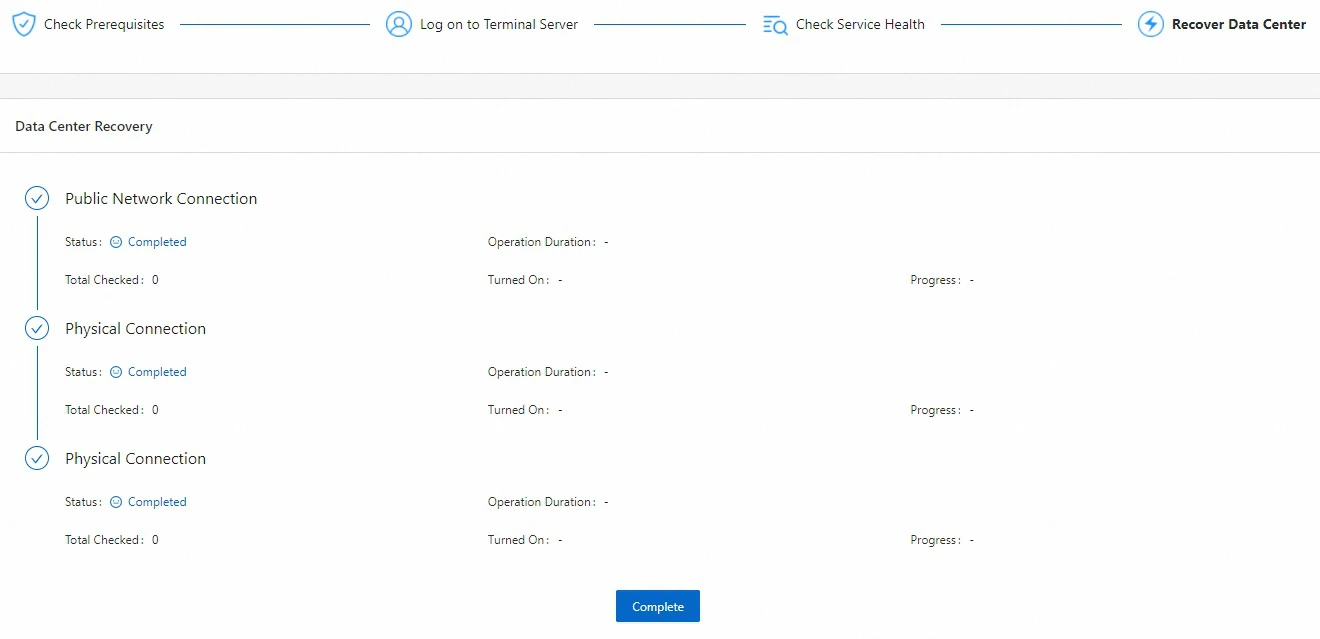 Check Prerequisites Log on to Terminal Server Check Service Health Recover Data Center
Data Center Recovery
Public Network Connection
Status: Completed Operation Duration: -
Total Checked: 0 Turned On: - Progress: -
Physical Connection
Status: Completed Operation Duration: -
Total Checked: 0 Turned On: - Progress: -
Physical Connection
Status: Completed Operation Duration: -
Total Checked: 0 Turned On: - Progress: -
Complete